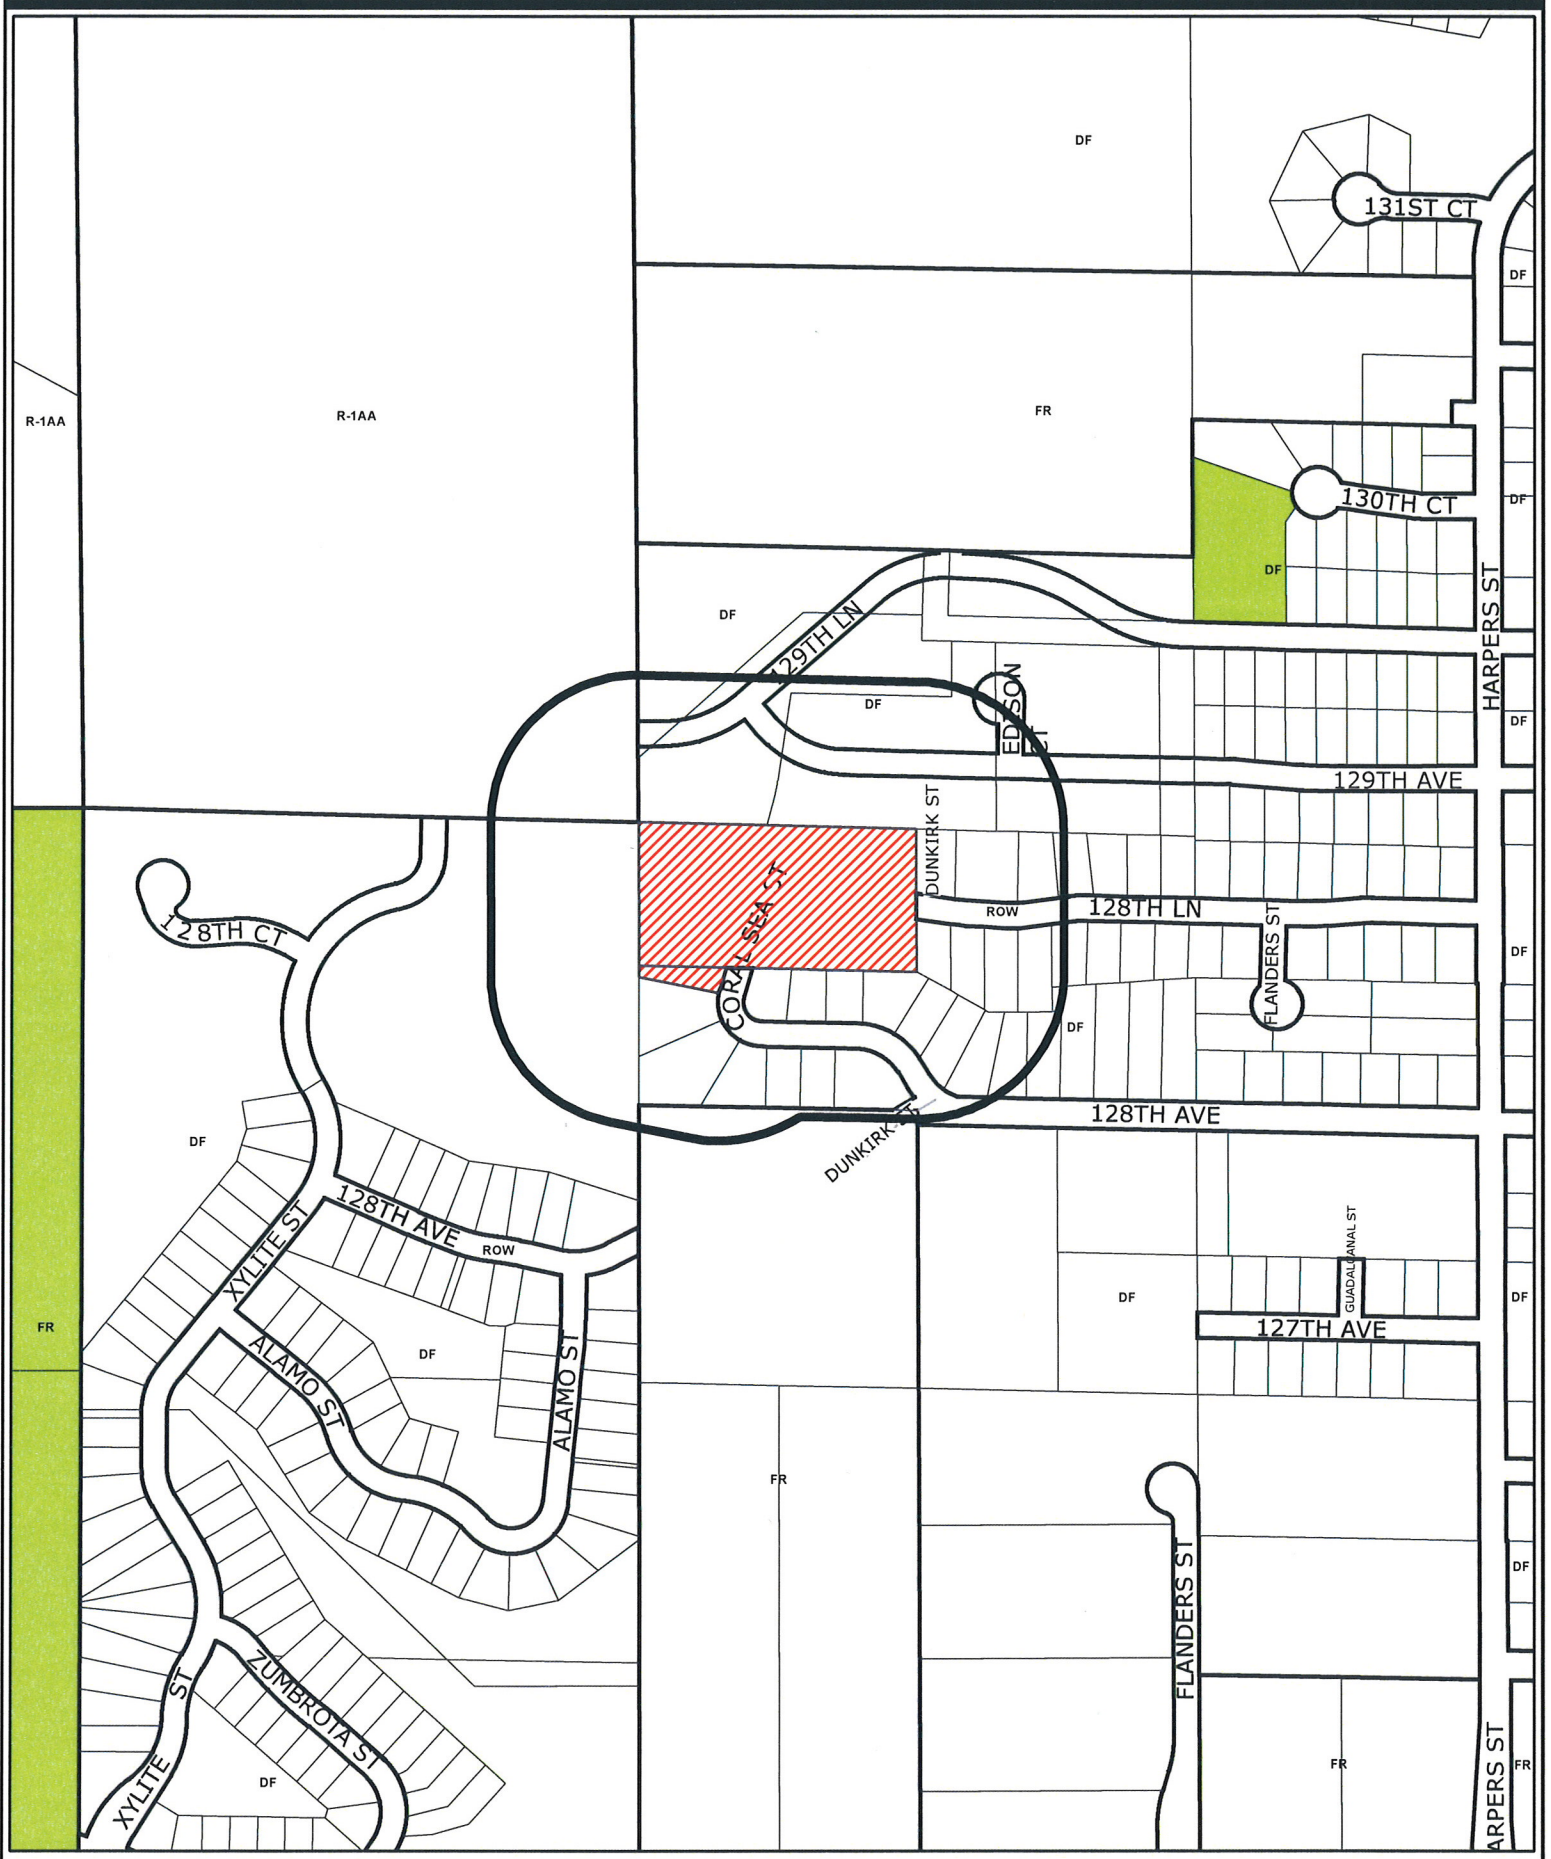 DF
131ST CT
DF
R-1AA
R-1AA
FR
130TH CT
DF
DF
HARPERS ST
DF
129TH LN
EDISON CT
DF
DF
129TH AVE
DUNKIRK ST
CORAL SEA ST
ROW
128TH LN
FLANDERS ST
128TH CT
DF
DF
128TH AVE
DUNKIRK ST
DF
128TH AVE
ROW
XYLITE ST
GUADALCANAL ST
DF
DF
127TH AVE
FR
ALAMO ST
DF
ALAMO ST
FR
FLANDERS ST
DF
ZUMBROTA ST
ST
XYLITE
DF
FR
FR
ARPERS ST